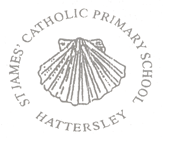 ST JAMES' CATHOLIC PRIMARY SCHOOL
HATTERSLEY